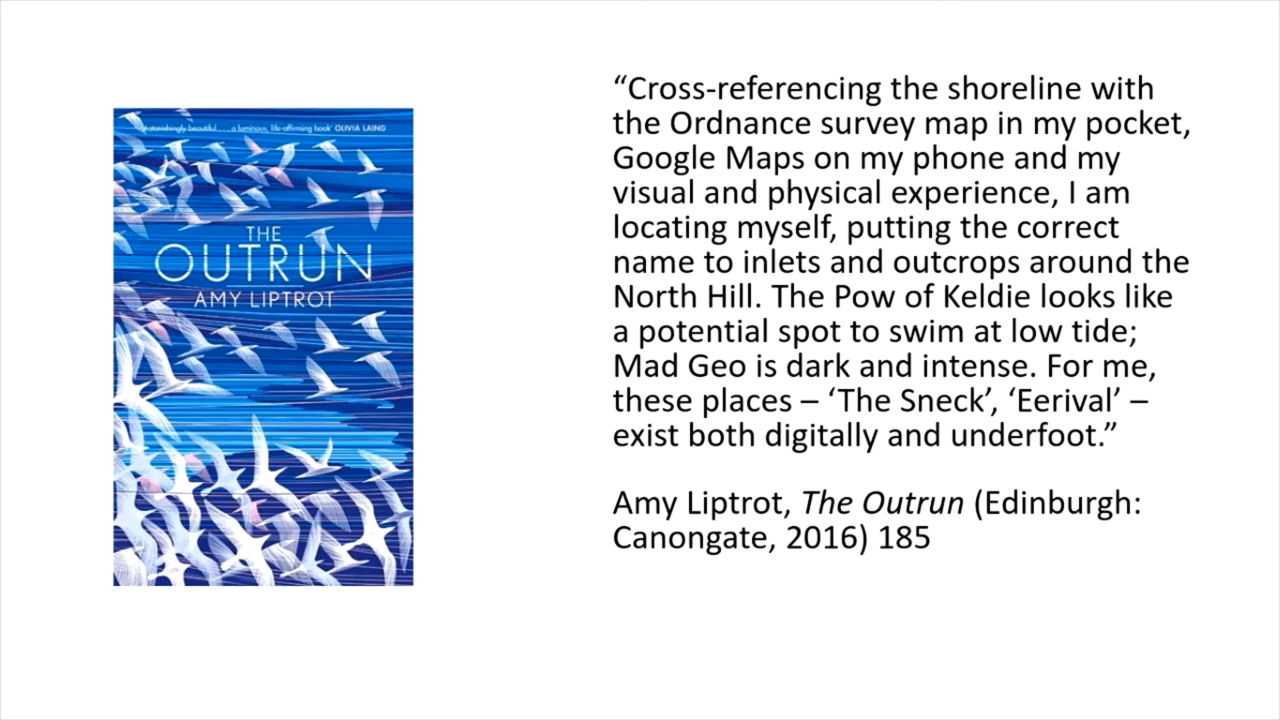 ‘Astonishingly beautiful . . . a luminous, life-affirming book’ OLIVIA LAING
THE
OUTRUN
AMY LIPTROT
“Cross-referencing the shoreline with
the Ordnance survey map in my pocket,
Google Maps on my phone and my
visual and physical experience, I am
locating myself, putting the correct
name to inlets and outcrops around the
North Hill. The Pow of Keldie looks like
a potential spot to swim at low tide;
Mad Geo is dark and intense. For me,
these places – ‘The Sneck’, ‘Eerival’ –
exist both digitally and underfoot.”
Amy Liptrot, The Outrun (Edinburgh:
Canongate, 2016) 185